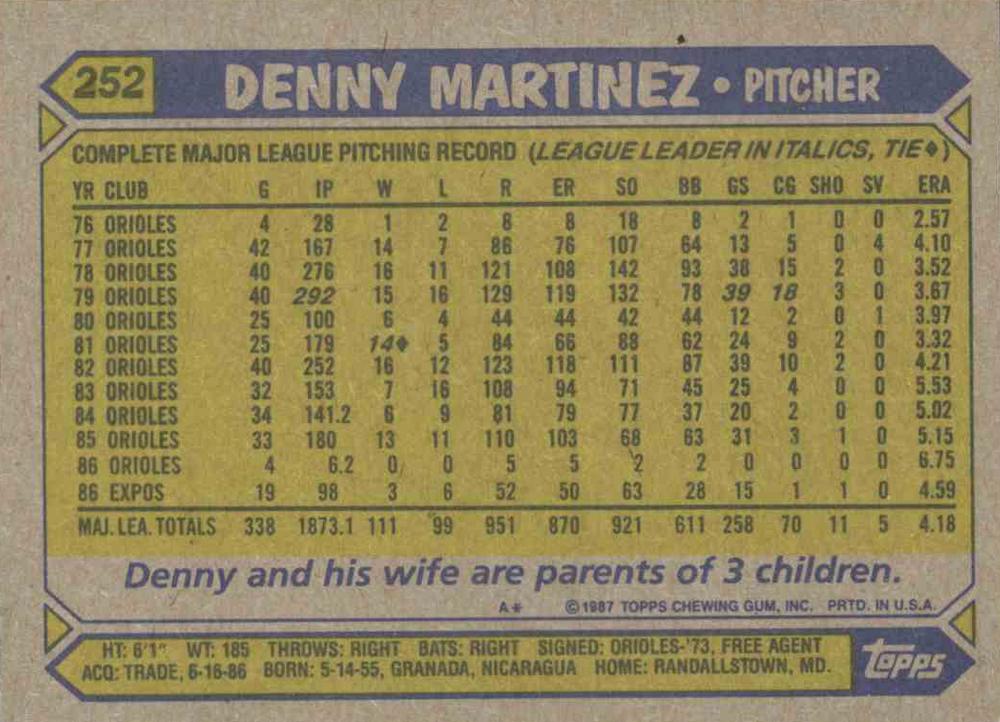 252 DENNY MARTINEZ • PITCHER
COMPLETE MAJOR LEAGUE PITCHING RECORD (LEAGUE LEADER IN ITALICS, TIE♦)
YR CLUB G IP W L R ER SO BB GS CG SHO SV ERA
76 ORIOLES 4 28 1 2 8 8 18 8 2 1 0 0 2.57
77 ORIOLES 42 167 14 7 86 76 107 64 13 5 0 4 4.10
78 ORIOLES 40 276 16 11 121 108 142 93 38 15 2 0 3.52
79 ORIOLES 40 292 15 16 129 119 132 78 39 18 3 0 3.67
80 ORIOLES 25 100 6 4 44 44 42 44 12 2 0 1 3.97
81 ORIOLES 25 179 14♦ 5 84 66 88 62 24 9 2 0 3.32
82 ORIOLES 40 252 16 12 123 118 111 87 39 10 2 0 4.21
83 ORIOLES 32 153 7 16 108 94 71 45 25 4 0 0 5.53
84 ORIOLES 34 141.2 6 9 81 79 77 37 20 2 0 0 5.02
85 ORIOLES 33 180 13 11 110 103 68 63 31 3 1 0 5.15
86 ORIOLES 4 6.2 0 0 5 5 2 2 0 0 0 0 6.75
86 EXPOS 19 98 3 6 52 50 63 28 15 1 1 0 4.59
MAJ. LEA. TOTALS 338 1873.1 111 99 951 870 921 611 258 70 11 5 4.18
Denny and his wife are parents of 3 children.
A* © 1987 TOPPS CHEWING GUM, INC. PRTD. IN U.S.A.
HT: 6'1" WT: 185 THROWS: RIGHT BATS: RIGHT SIGNED: ORIOLES-'73, FREE AGENT
ACQ: TRADE, 6-16-86 BORN: 5-14-55, GRANADA, NICARAGUA HOME: RANDALLSTOWN, MD.
topps